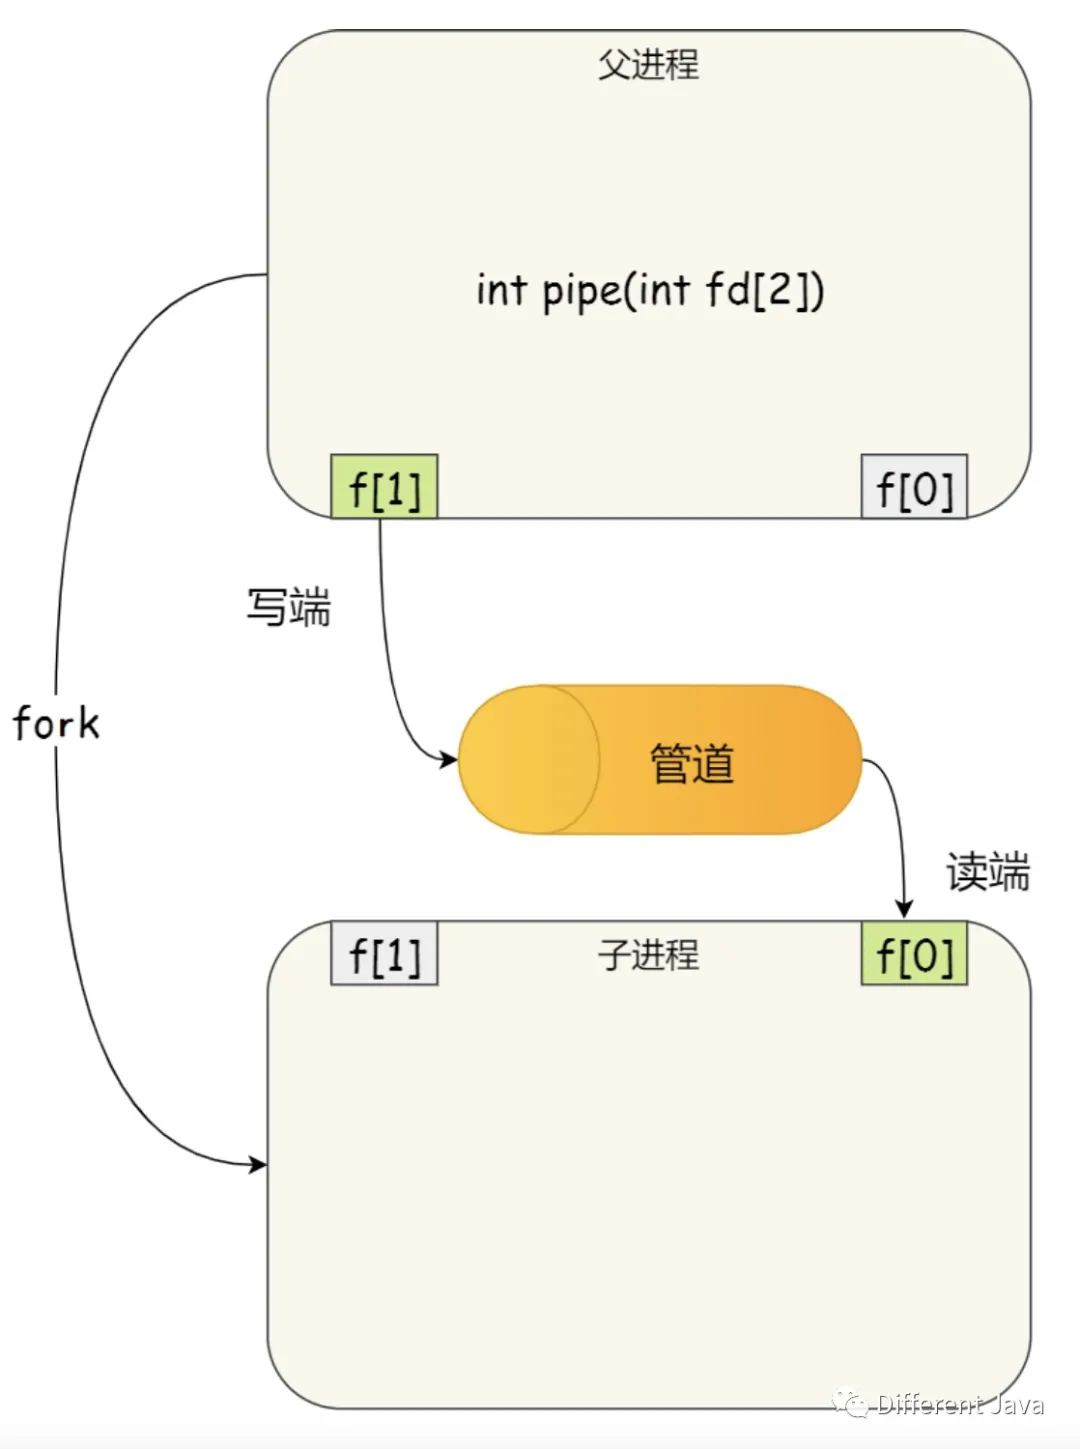 父进程
int pipe(int fd[2])
f[1]
f[0]
写端
fork
管道
读端
f[1]
子进程
f[0]
Different Java